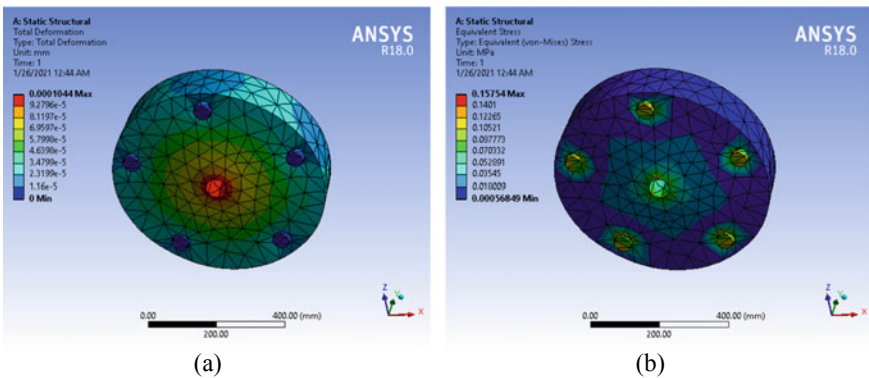 A: Static Structural
Total Deformation
Type: Total Deformation
Unit: mm
Time: 1
1/26/2021 12:44 AM
0.0001044 Max
9.2796e-5
8.1197e-5
6.9597e-5
5.7998e-5
4.6398e-5
3.4799e-5
2.3199e-5
1.16e-5
0 Min
ANSYS
R18.0
Z
Y
X
0.00
400.00 (mm)
200.00
(a)
A: Static Structural
Equivalent Stress
Type: Equivalent (von-Mises) Stress
Unit: MPa
Time: 1
1/26/2021 12:44 AM
0.15754 Max
0.1401
0.12265
0.10521
0.087773
0.070332
0.052891
0.03545
0.018009
0.00056849 Min
ANSYS
R18.0
Z
Y
X
0.00
400.00 (mm)
200.00
(b)